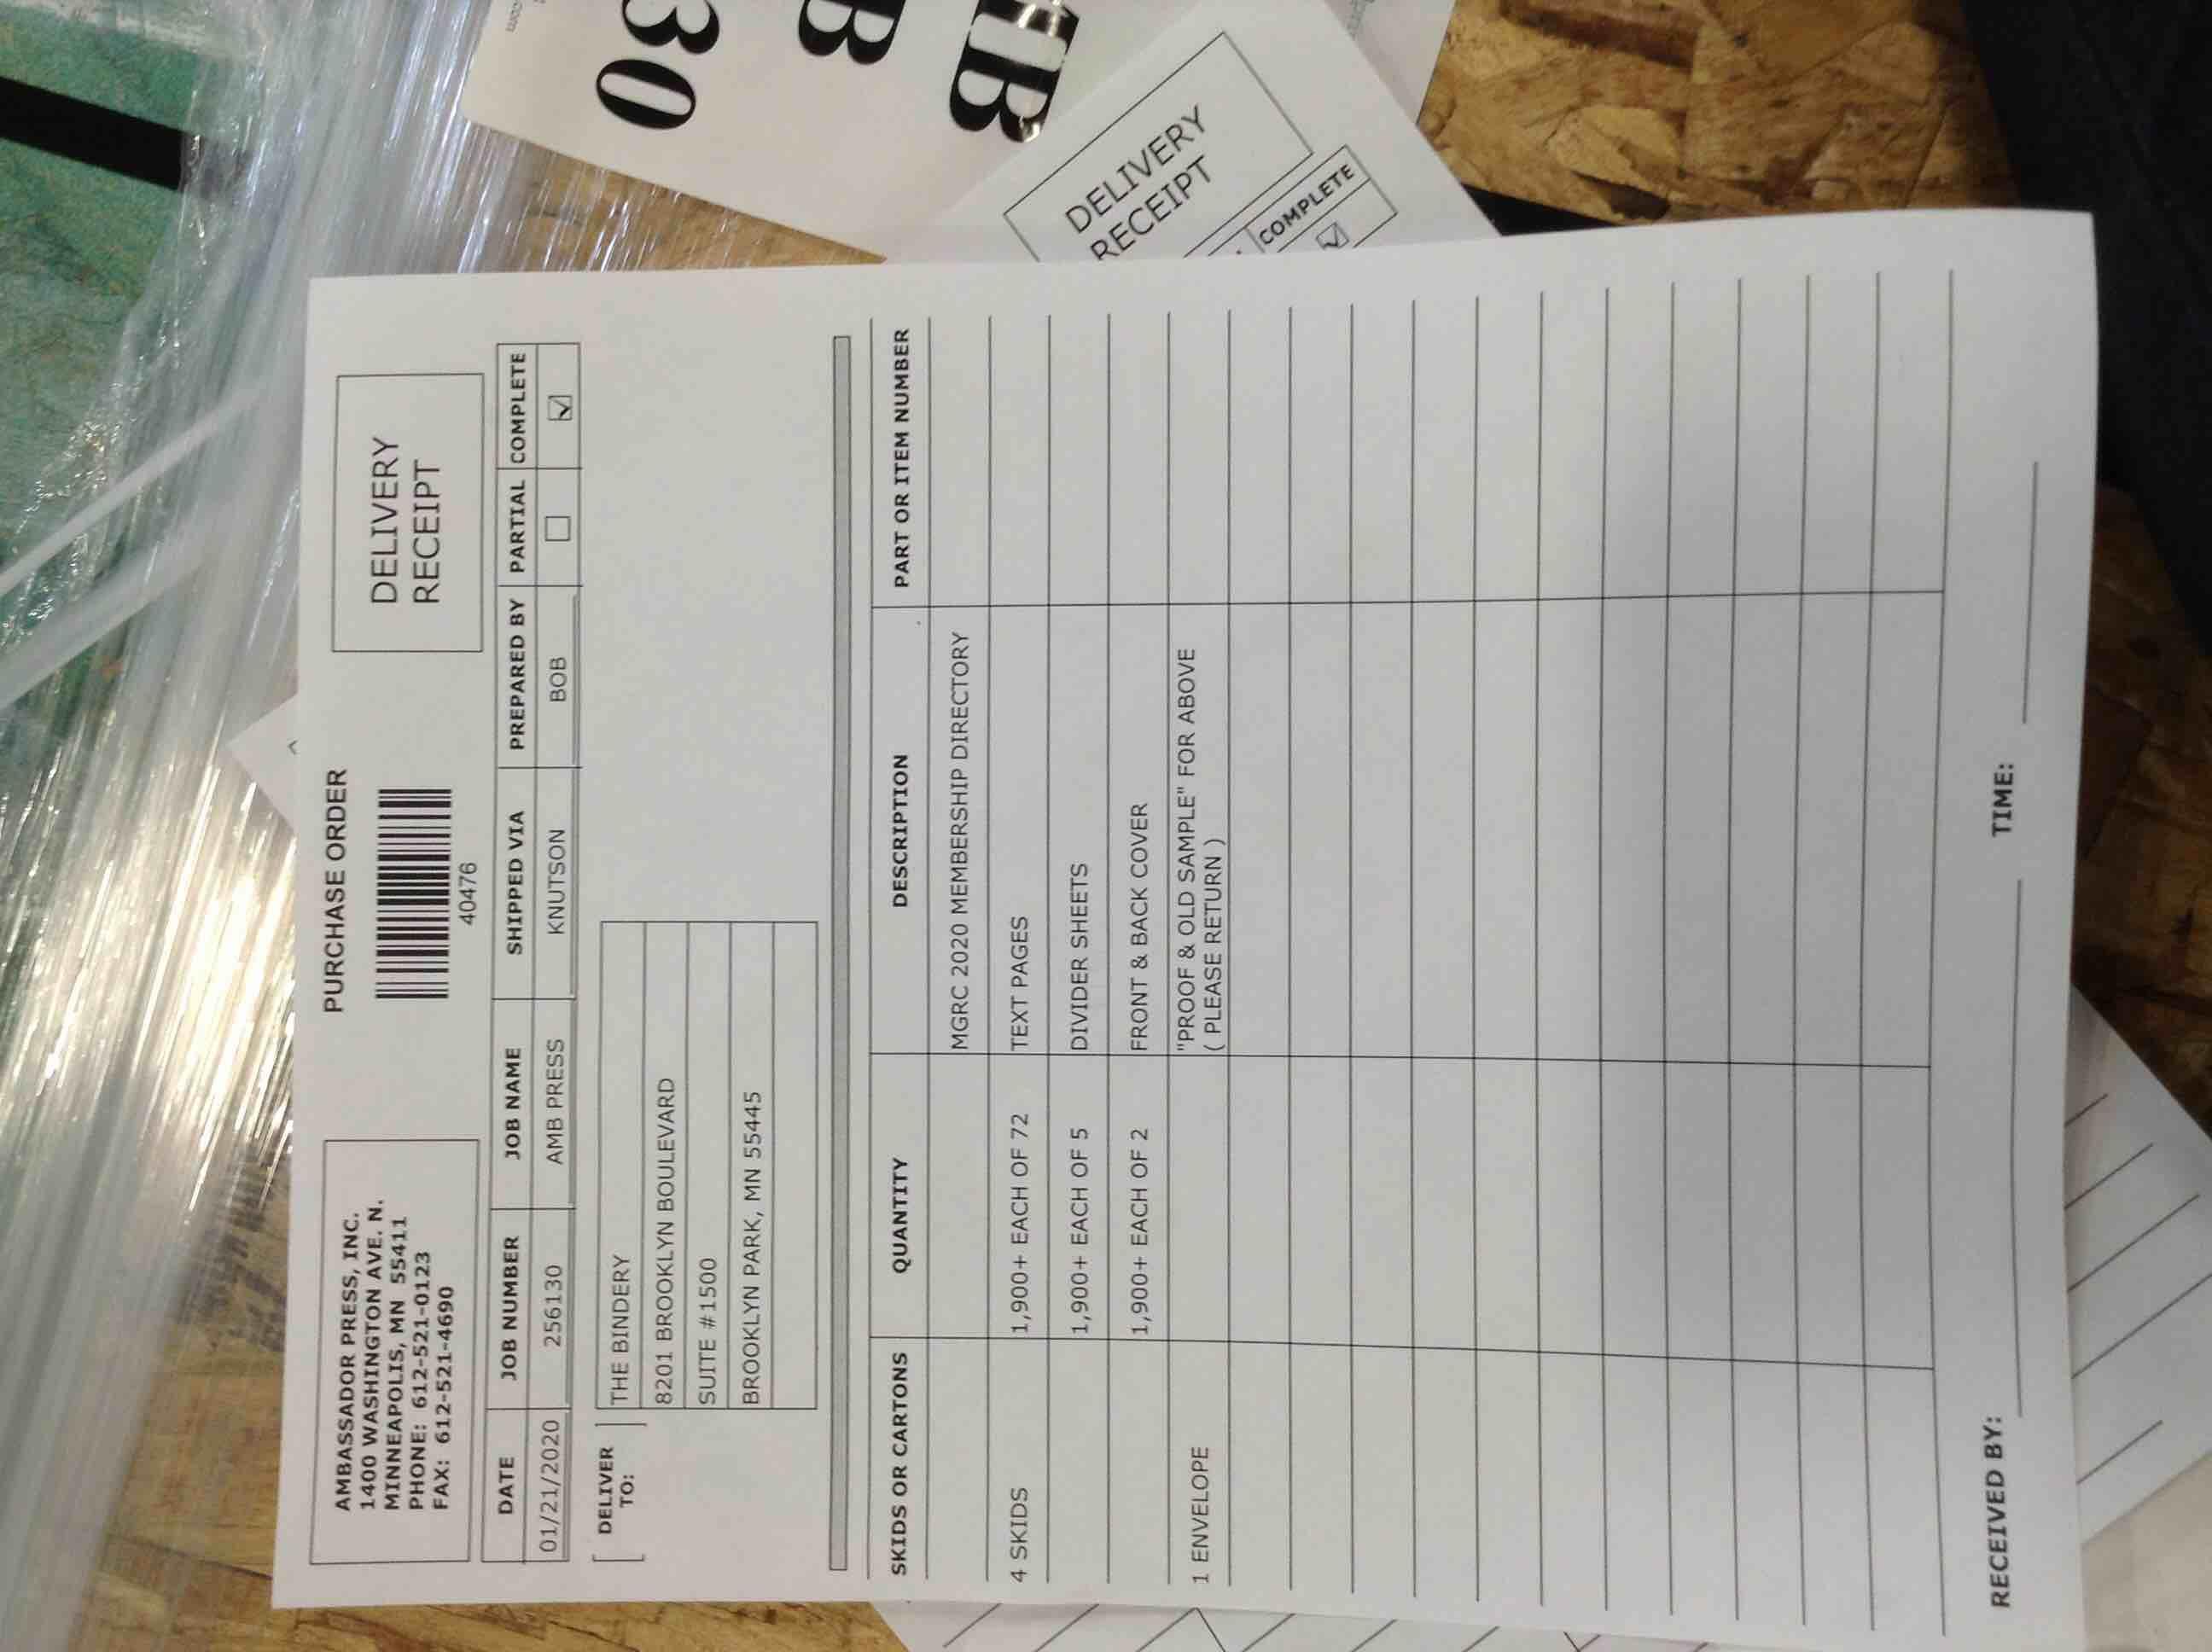 AMBASSADOR PRESS, INC.
1400 WASHINGTON AVE. N.
MINNEAPOLIS, MN 55411
PHONE: 612-521-0123
FAX: 612-521-4690
PURCHASE ORDER
40476
DELIVERY
RECEIPT
DATE JOB NUMBER JOB NAME SHIPPED VIA PREPARED BY PARTIAL COMPLETE
01/21/2020 256130 AMB PRESS KNUTSON BOB
DELIVER
TO:
THE BINDERY
8201 BROOKLYN BOULEVARD
SUITE #1500
BROOKLYN PARK, MN 55445
SKIDS OR CARTONS QUANTITY DESCRIPTION PART OR ITEM NUMBER
MGRC 2020 MEMBERSHIP DIRECTORY
4 SKIDS 1,900+ EACH OF 72 TEXT PAGES
1,900+ EACH OF 5 DIVIDER SHEETS
1,900+ EACH OF 2 FRONT & BACK COVER
1 ENVELOPE "PROOF & OLD SAMPLE" FOR ABOVE
( PLEASE RETURN )
RECEIVED BY: TIME:
DELIVERY
RECEIPT
COMPLETE
30
B